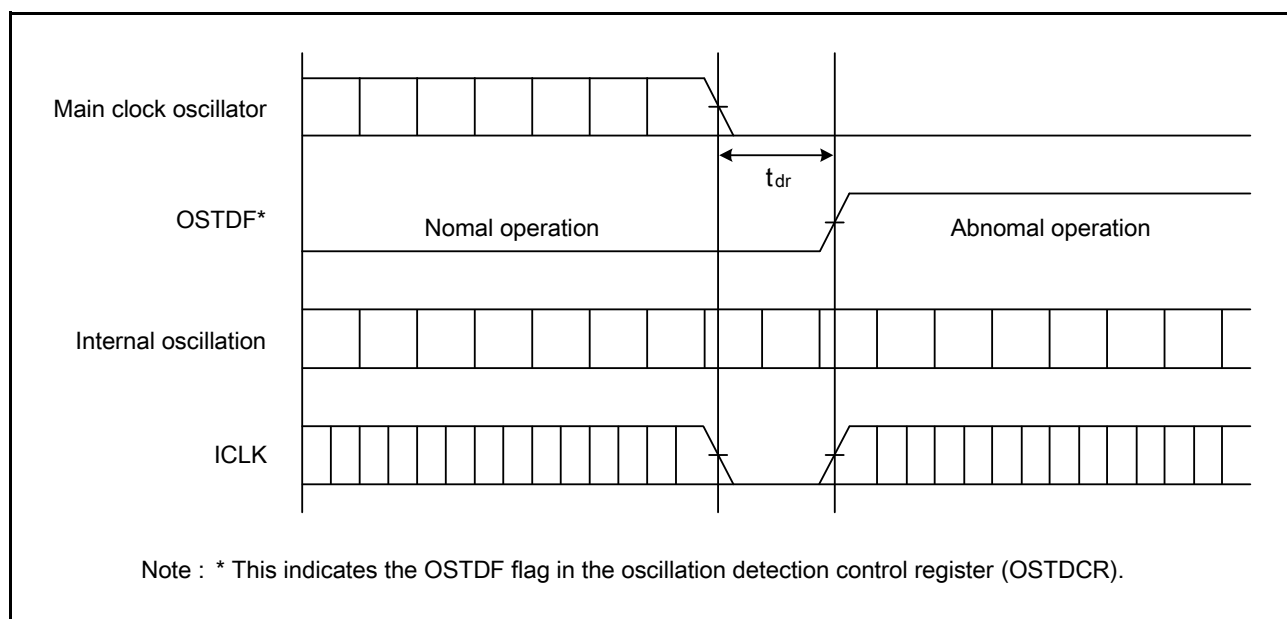 Main clock oscillator
tdr
OSTDF*
Nomal operation
Abnomal operation
Internal oscillation
ICLK
Note : * This indicates the OSTDF flag in the oscillation detection control register (OSTDCR).